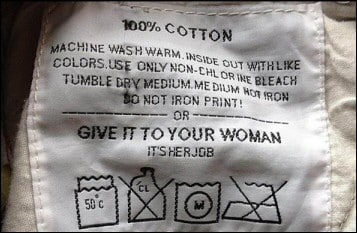 100% COTTON
MACHINE WASH WARM. INSIDE OUT WITH LIKE
COLORS. USE ONLY NON-CHLORINE BLEACH
TUMBLE DRY MEDIUM. MEDIUM NOT IRON
DO NOT IRON PRINT!
OR
GIVE IT TO YOUR WOMAN
IT'S HER JOB
50 C
CL
M